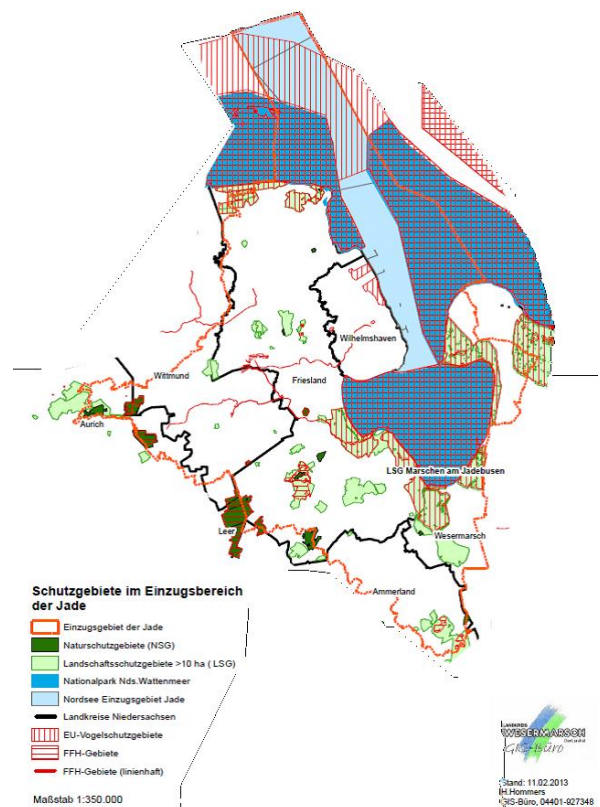 Wilhelmshaven
Wittmund
Friesland
Aurich
LSG Marschen am Jadebusen
Leer
Wesermarsch
Ammerland
Schutzgebiete im Einzugsbereich
der Jade
Einzugsgebiet der Jade
Naturschutzgebiete (NSG)
Landschaftsschutzgebiete >10 ha ( LSG)
Nationalpark Nds.Wattenmeer
Nordsee Einzugsgebiet Jade
Landkreise Niedersachsen
EU-Vogelschutzgebiete
FFH-Gebiete
FFH-Gebiete (linienhaft)
Maßstab 1:350.000
LANDKREIS
WESERMARSCH
GIS-BÜRO
Stand: 11.02.2013
H.Hommers
GIS-Büro, 04401-927348